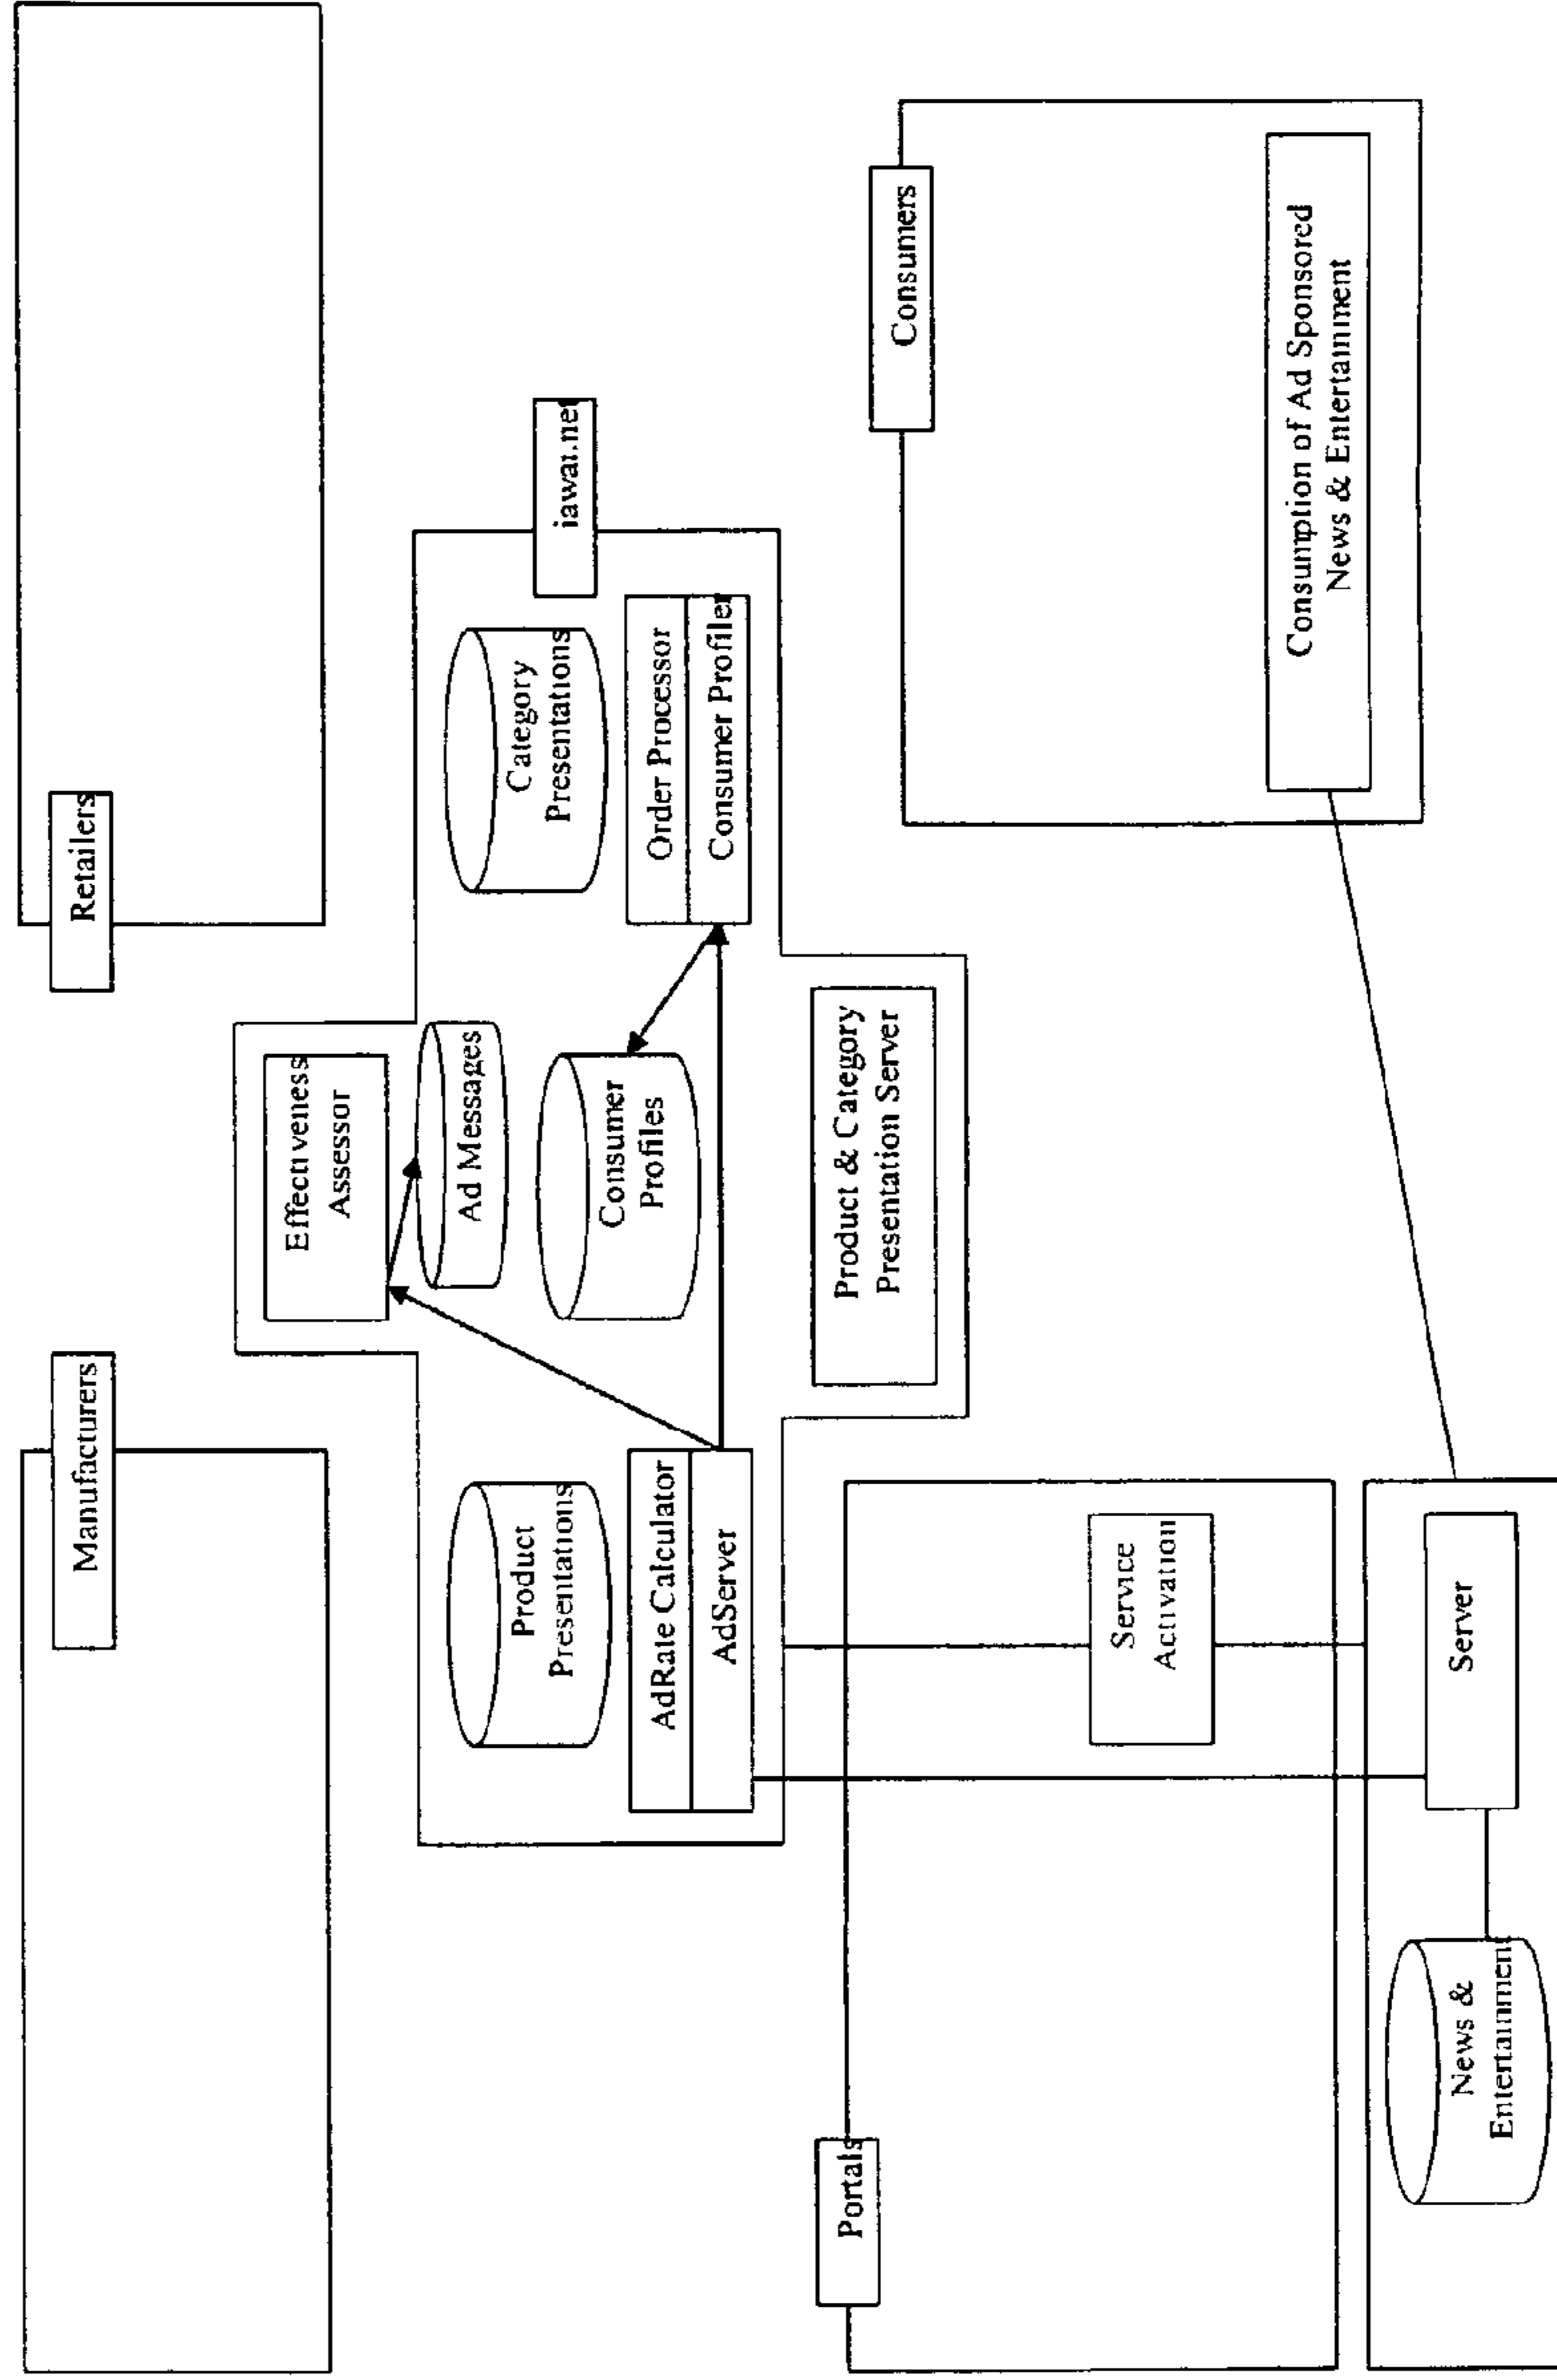 Manufacturers
Retailers
Effectiveness
Assessor
Product
Presentations
Ad Messages
Category
Presentations
iawai.net
Consumer
Profiles
AdRate Calculator
AdServer
Order Processor
Consumer Profiler
Product & Category
Presentation Server
Portals
Consumers
Service
Activation
Consumption of Ad Sponsored
News & Entertainment
News &
Entertainment
Server